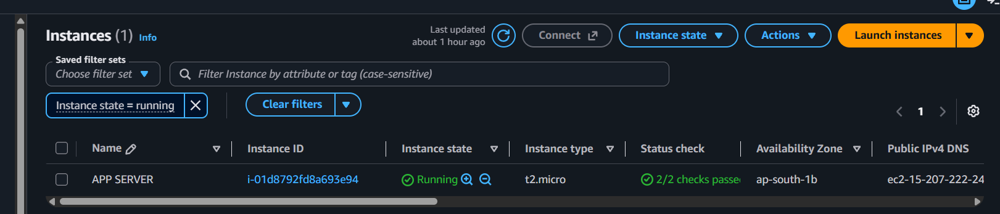 Instances (1) Info
Last updated
about 1 hour ago
Connect
Instance state
Actions
Launch instances
Saved filter sets
Choose filter set
Filter Instance by attribute or tag (case-sensitive)
Instance state = running
Clear filters
1
Name
Instance ID
Instance state
Instance type
Status check
Availability Zone
Public IPv4 DNS
APP SERVER
i-01d8792fd8a693e94
Running
t2.micro
2/2 checks passe
ap-south-1b
ec2-15-207-222-24